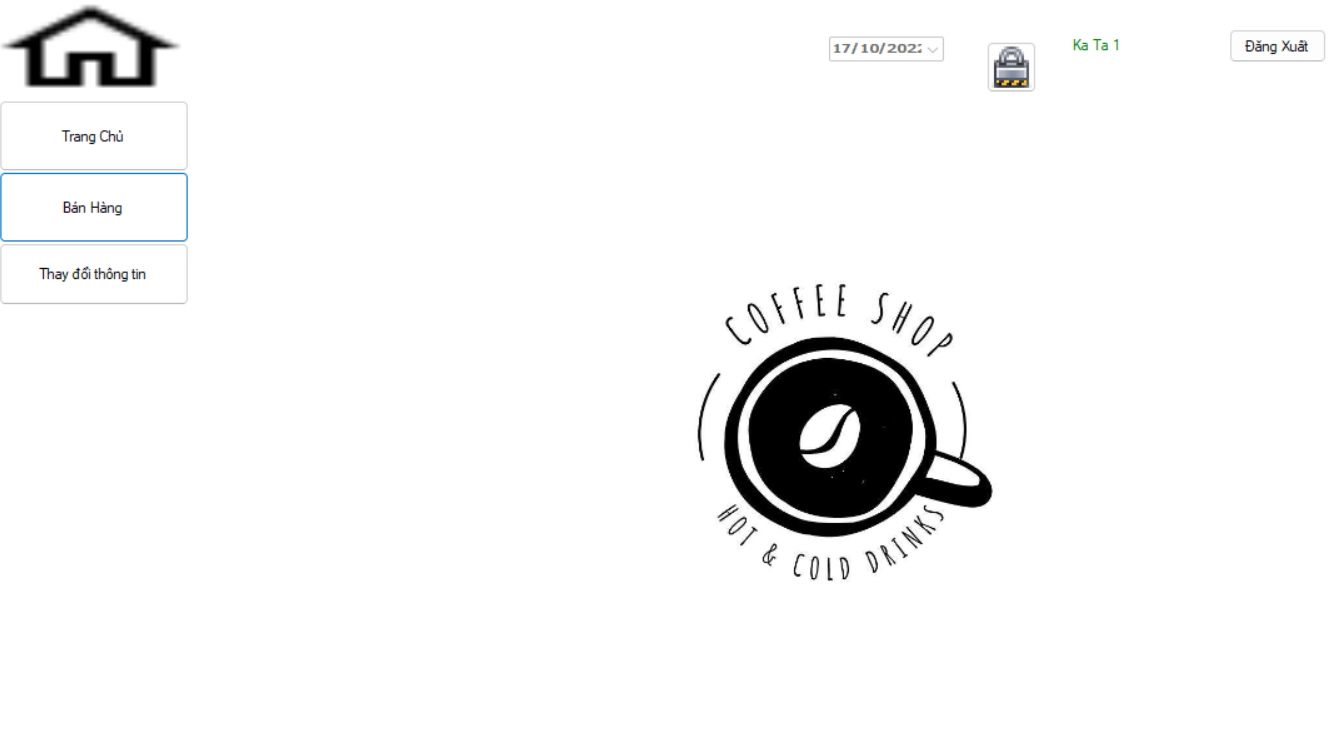 17/10/2022
Ka Ta 1
Đăng Xuất
Trang Chủ
Bán Hàng
Thay đổi thông tin
COFFEE SHOP
HOT & COLD DRINKS